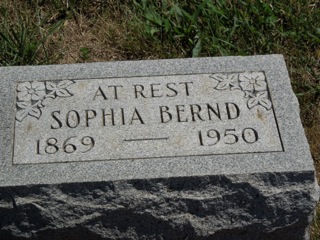 AT REST
SOPHIA BERND
1869 — 1950